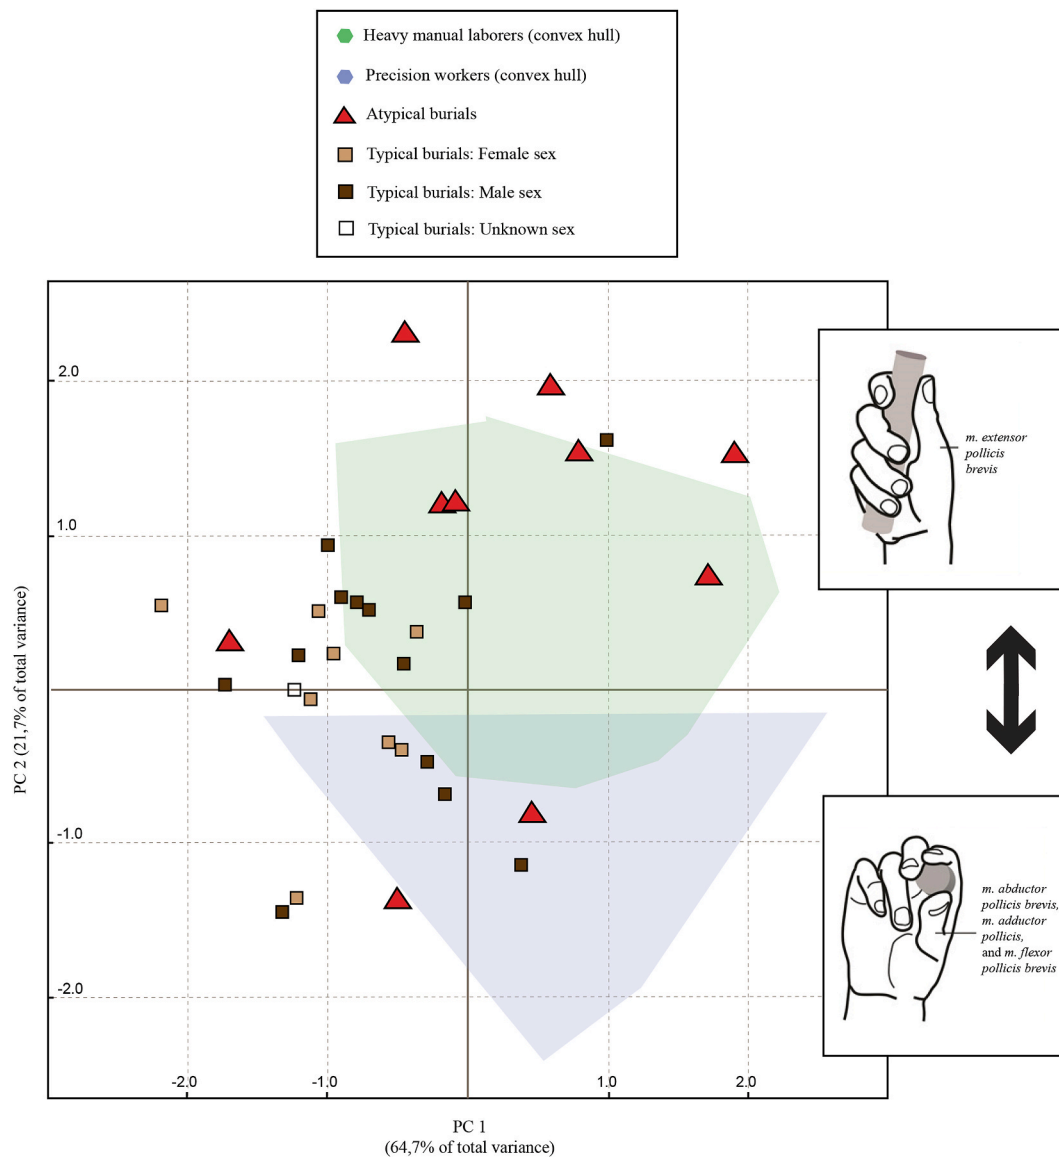 Heavy manual laborers (convex hull)
Precision workers (convex hull)
Atypical burials
Typical burials: Female sex
Typical burials: Male sex
Typical burials: Unknown sex
2.0
1.0
-1.0
-2.0
PC 2 (21,7% of total variance)
-2.0
-1.0
1.0
2.0
PC 1
(64,7% of total variance)
m. extensor
pollicis
brevis
m. abductor
pollicis brevis,
m. adductor
pollicis,
and m. flexor
pollicis brevis